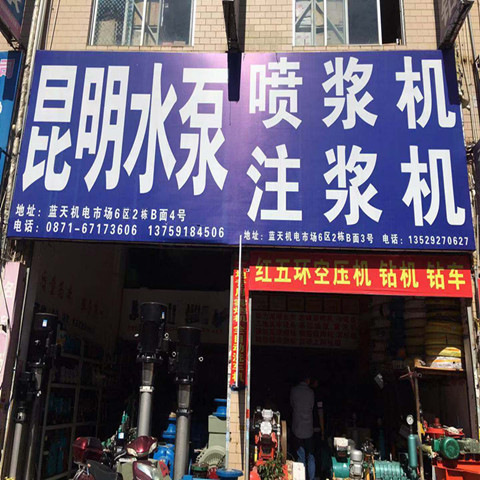 昆明水泵
地址：蓝天机电市场6区2栋B面4号
电话：0871-67173606 13759184506
喷浆机
注浆机
地址：蓝天机电市场6区2栋B面3号 电话：13529270627
红五环空压机 钻机 钻车